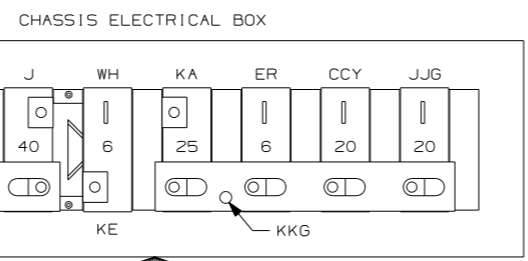 CHASSIS ELECTRICAL BOX
J WH KA ER CCY JJG
40 6 25 6 20 20
KE KKG